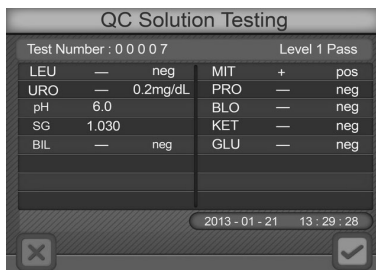 QC Solution Testing
Test Number : 0 0 0 0 7 Level 1 Pass
LEU — neg MIT + pos
URO — 0.2mg/dL PRO — neg
pH 6.0 BLO — neg
SG 1.030 KET — neg
BIL — neg GLU — neg
2013 - 01 - 21 13 : 29 : 28